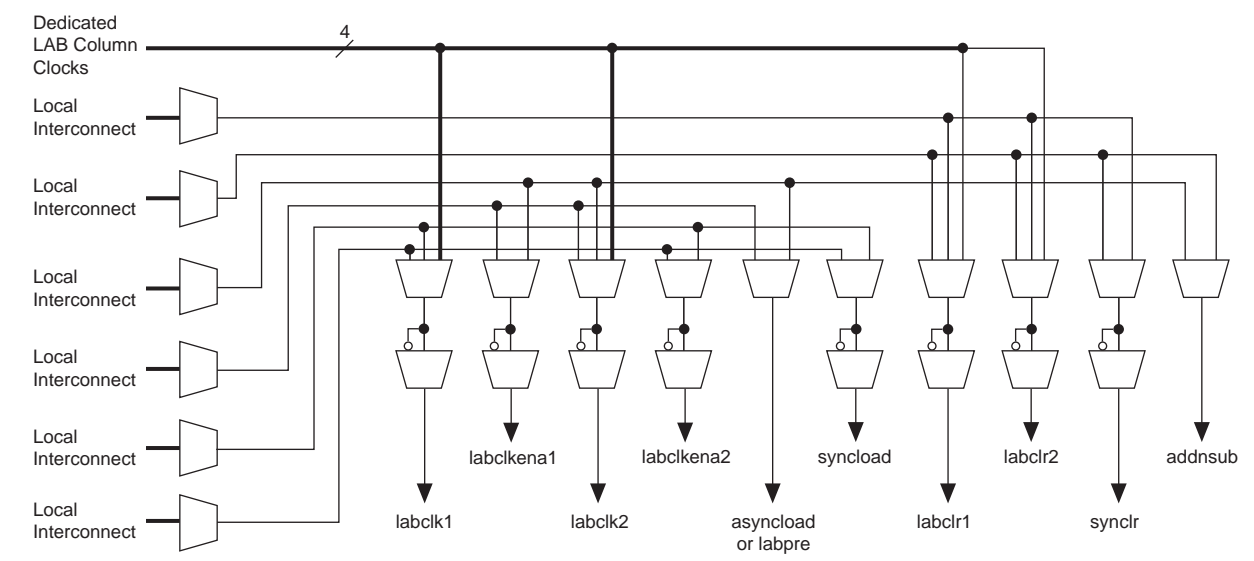 Dedicated
LAB Column
Clocks
4
Local
Interconnect
Local
Interconnect
Local
Interconnect
Local
Interconnect
Local
Interconnect
Local
Interconnect
labclkena1
labclkena2
syncload
labclr2
addnsub
labclk1
labclk2
asyncload
or labpre
labclr1
synclr